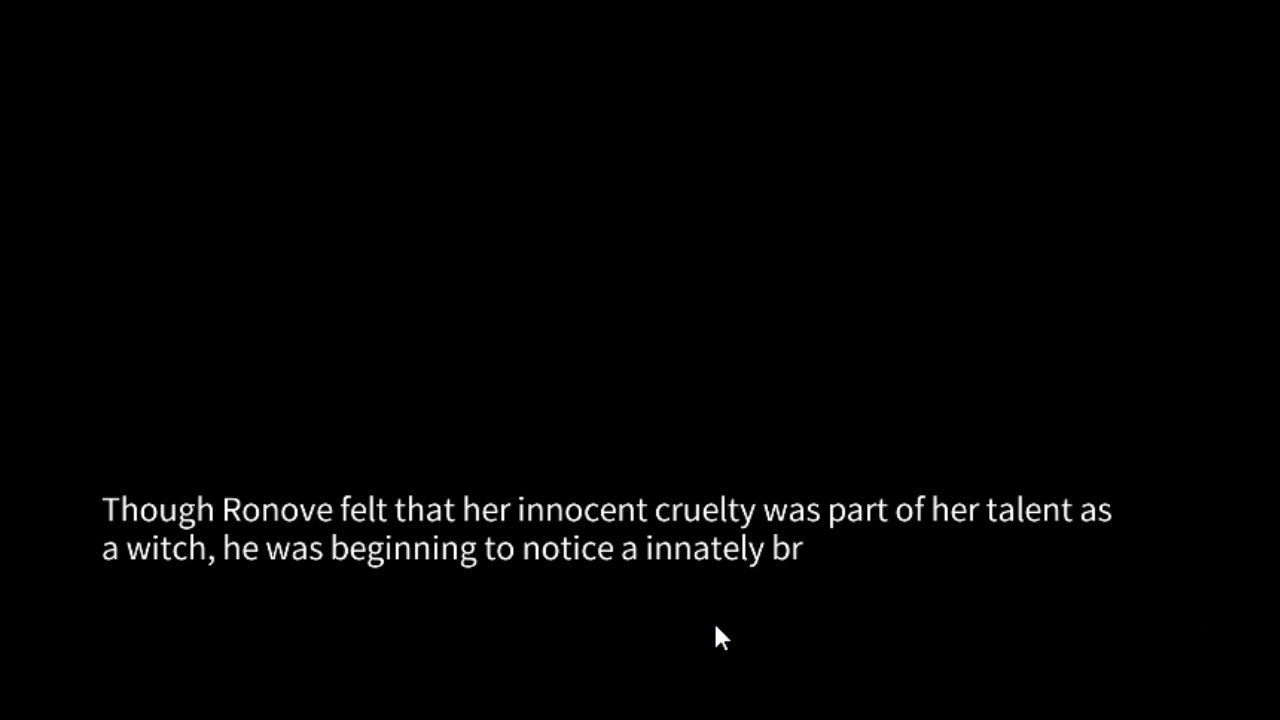 Though Ronove felt that her innocent cruelty was part of her talent as
a witch, he was beginning to notice a innately br